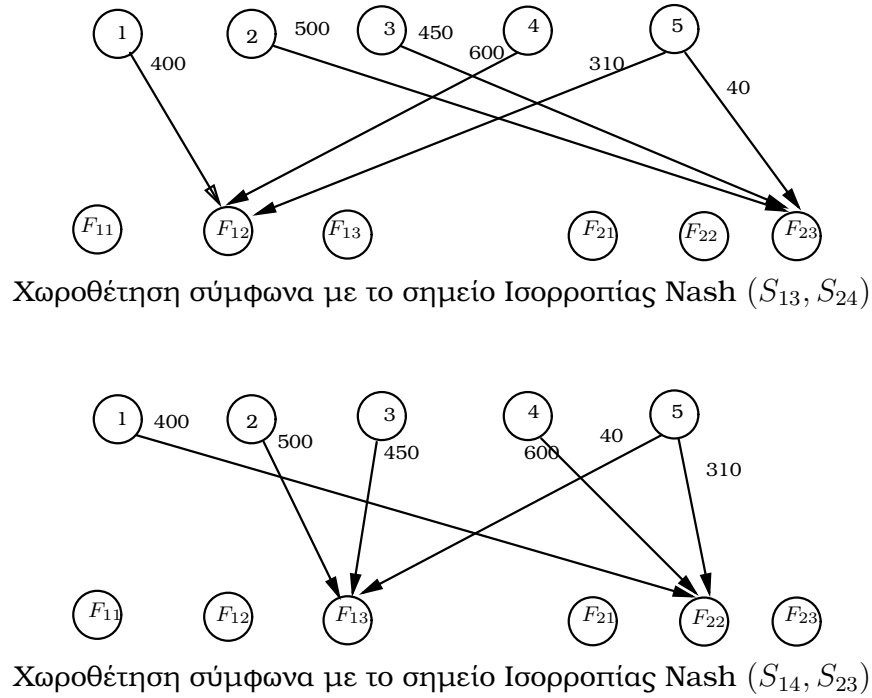 1 2 500 3 450 4 5
400 600 310 40
F₁₁ F₁₂ F₁₃ F₂₁ F₂₂ F₂₃
Χωροθέτηση σύμφωνα με το σημείο Ισορροπίας Nash (S₁₃, S₂₄)
1 400 2 3 4 5
500 450 600 40 310
F₁₁ F₁₂ F₁₃ F₂₁ F₂₂ F₂₃
Χωροθέτηση σύμφωνα με το σημείο Ισορροπίας Nash (S₁₄, S₂₃)